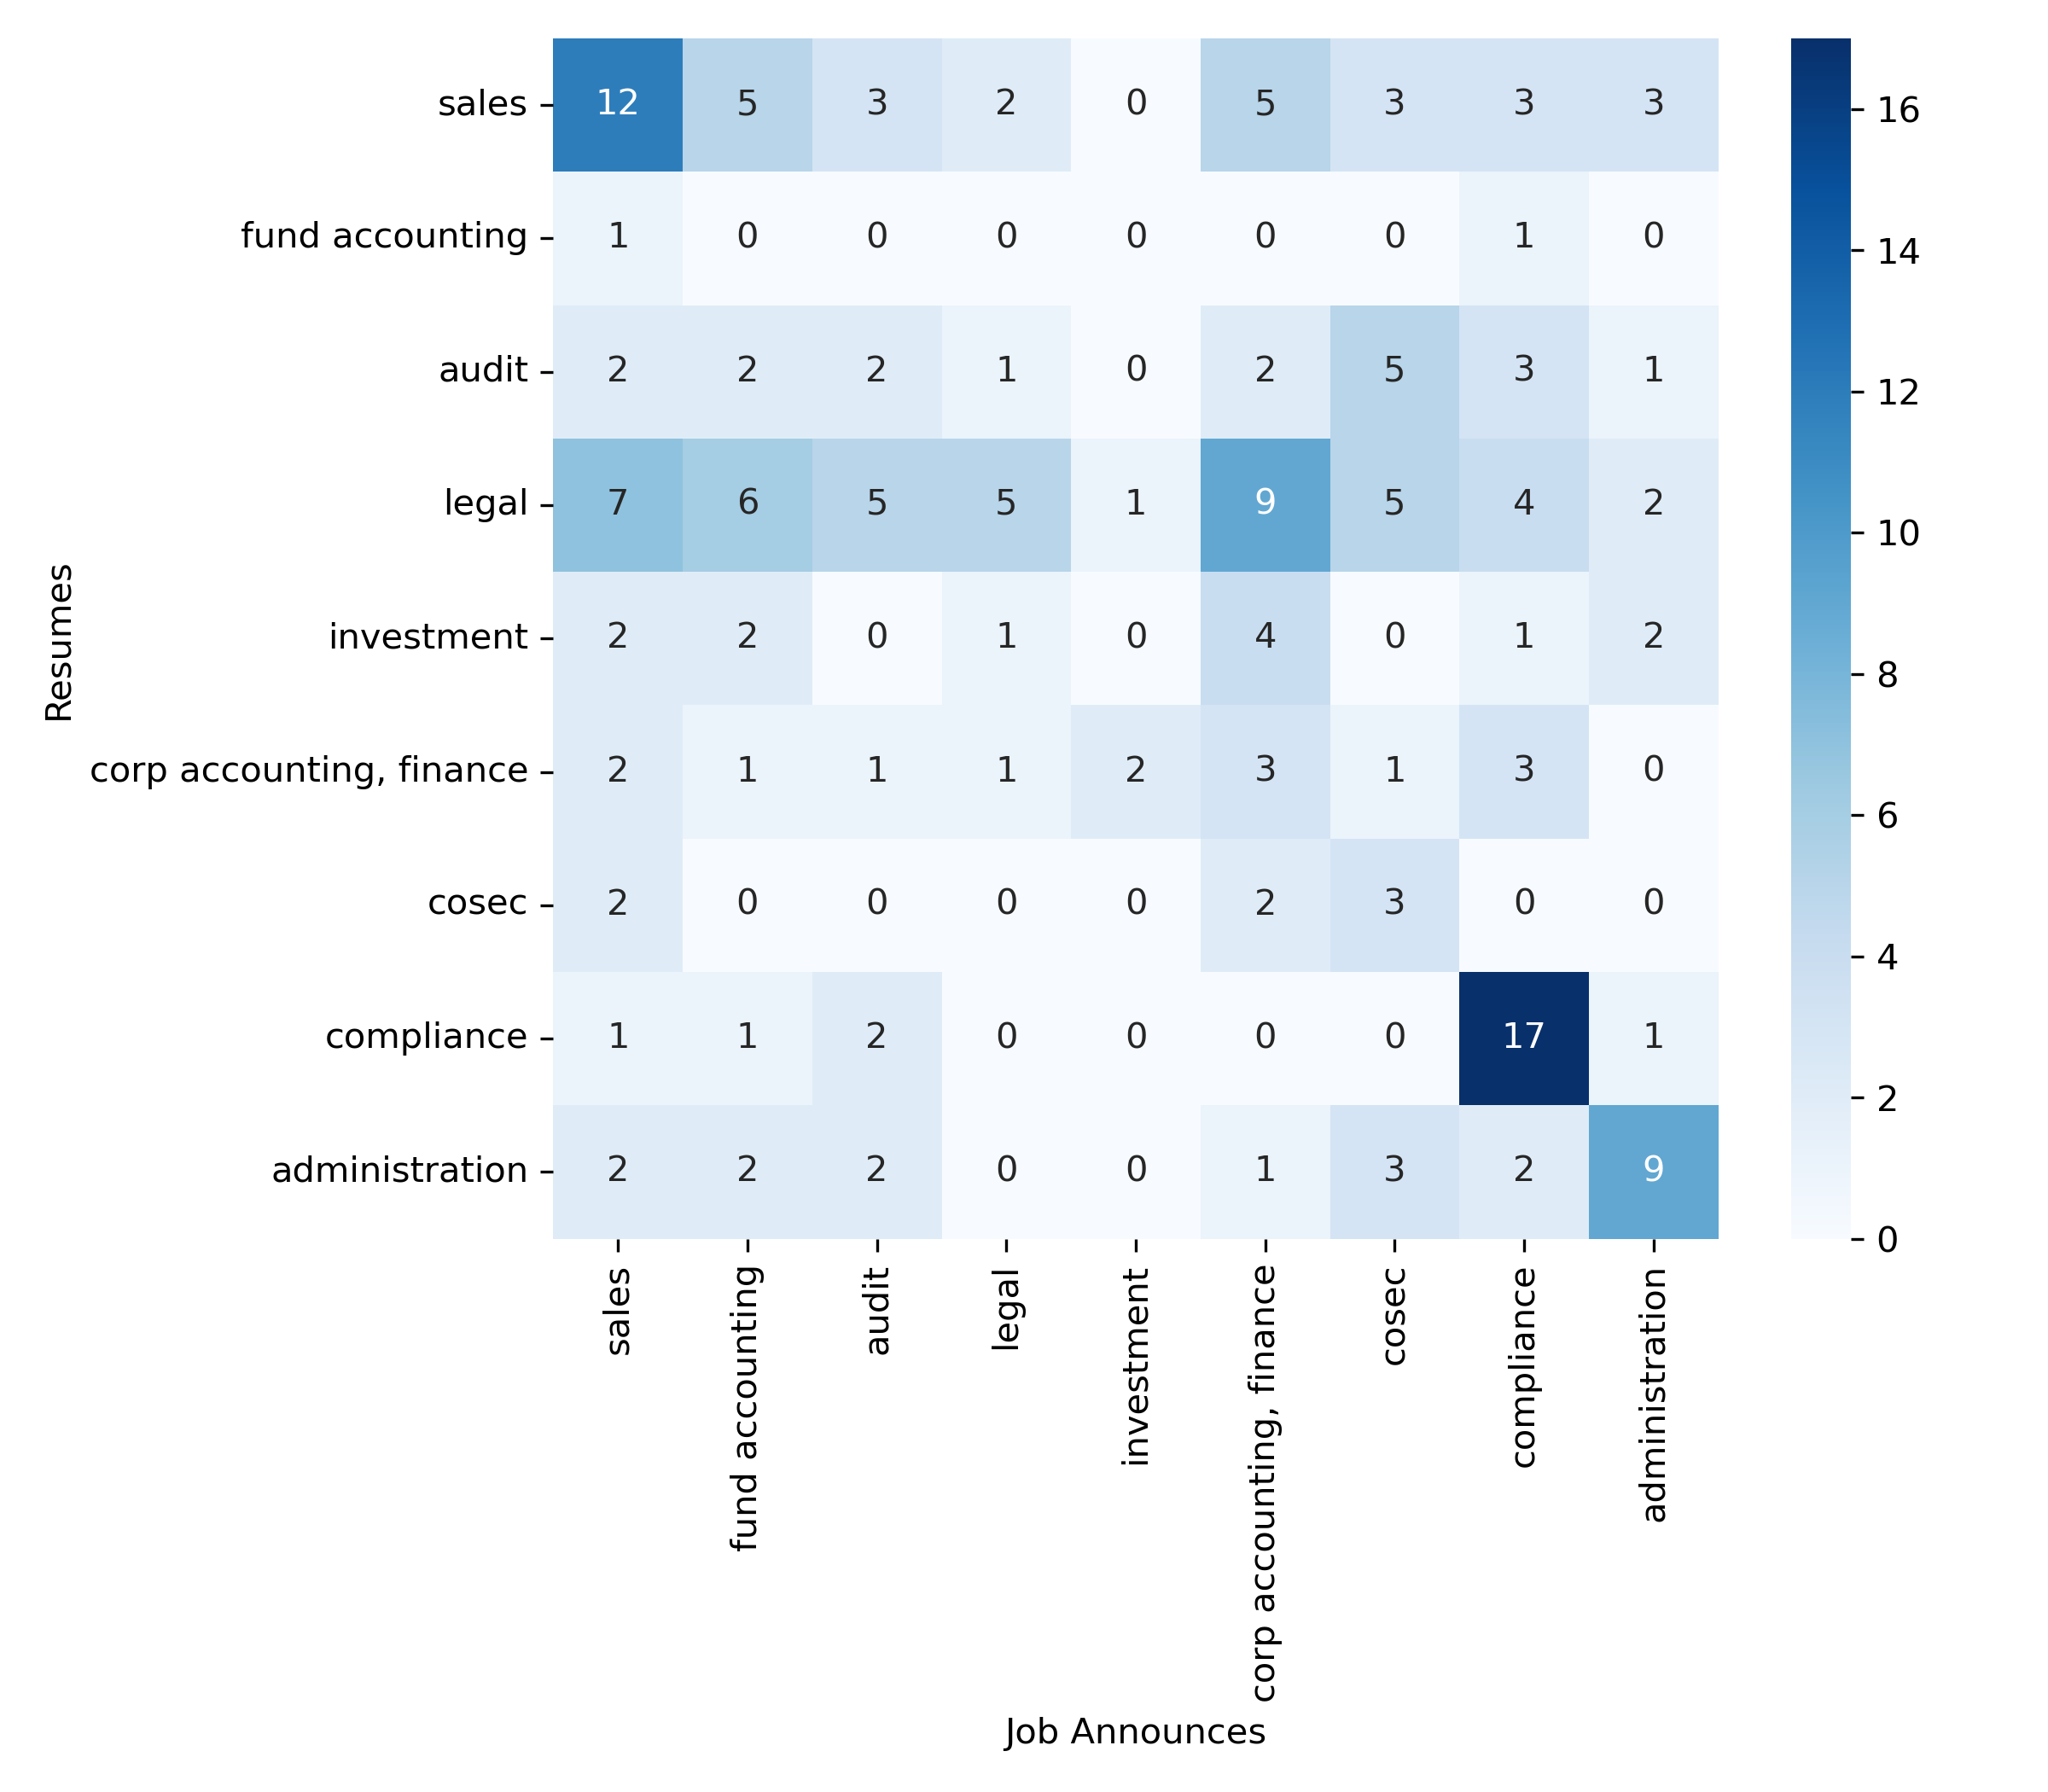 sales 12 5 3 2 0 5 3 3 3
fund accounting 1 0 0 0 0 0 0 1 0
audit 2 2 2 1 0 2 5 3 1
legal 7 6 5 5 1 9 5 4 2
investment 2 2 0 1 0 4 0 1 2
corp accounting, finance 2 1 1 1 2 3 1 3 0
cosec 2 0 0 0 0 2 3 0 0
compliance 1 1 2 0 0 0 0 17 1
administration 2 2 2 0 0 1 3 2 9
Resumes
sales
fund accounting
audit
legal
investment
corp accounting, finance
cosec
compliance
administration
Job Announces
16
14
12
10
8
6
4
2
0